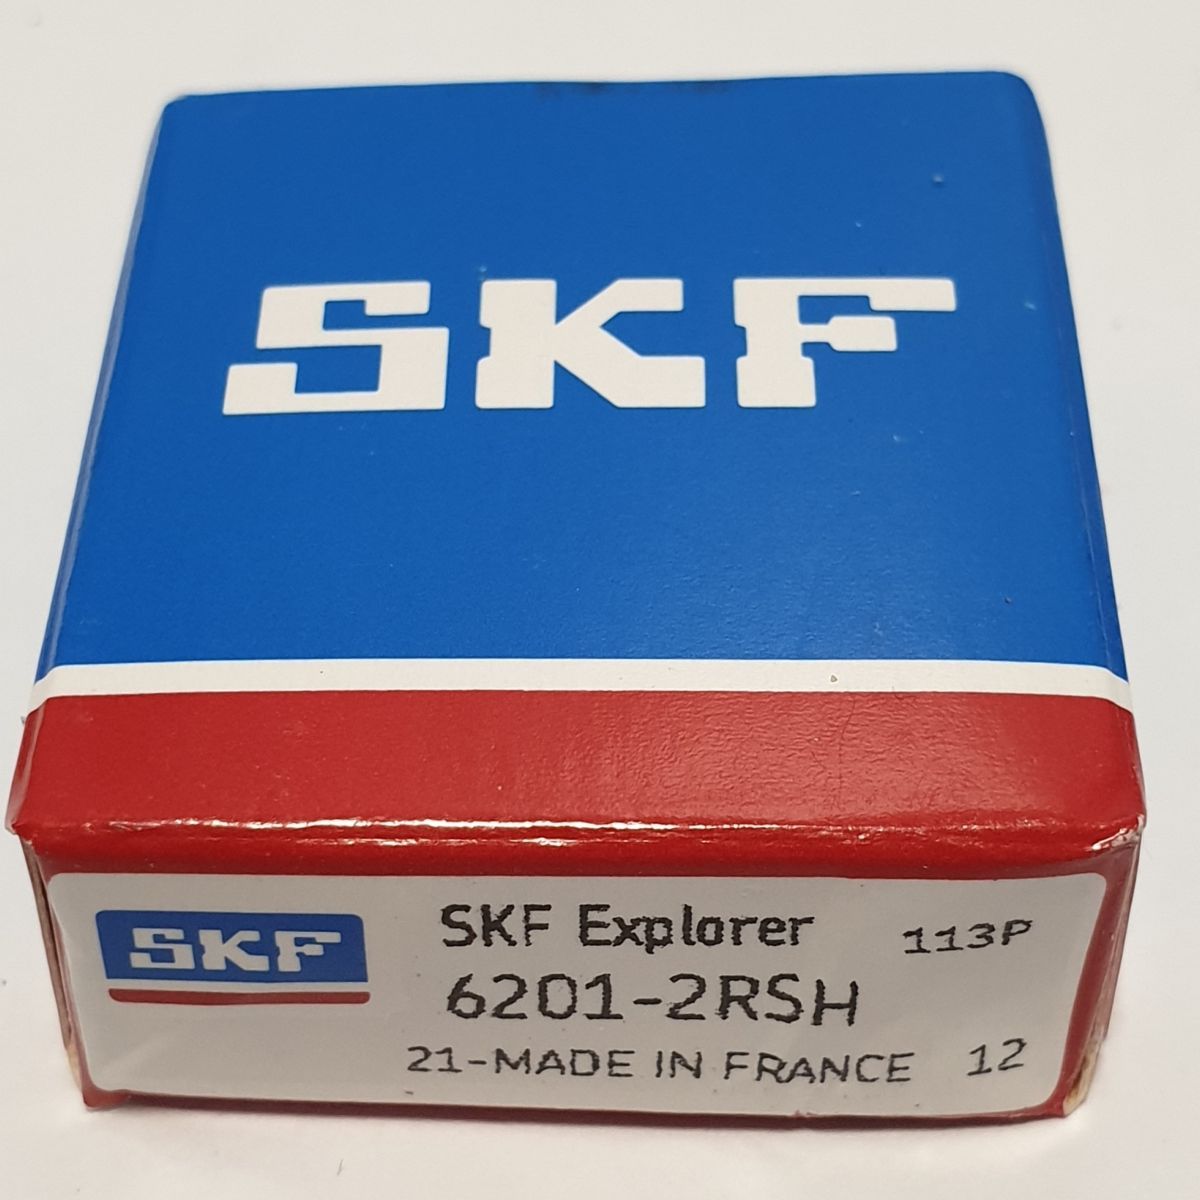 SKF
SKF
SKF Explorer
113P
6201-2RSH
21-MADE IN FRANCE
12